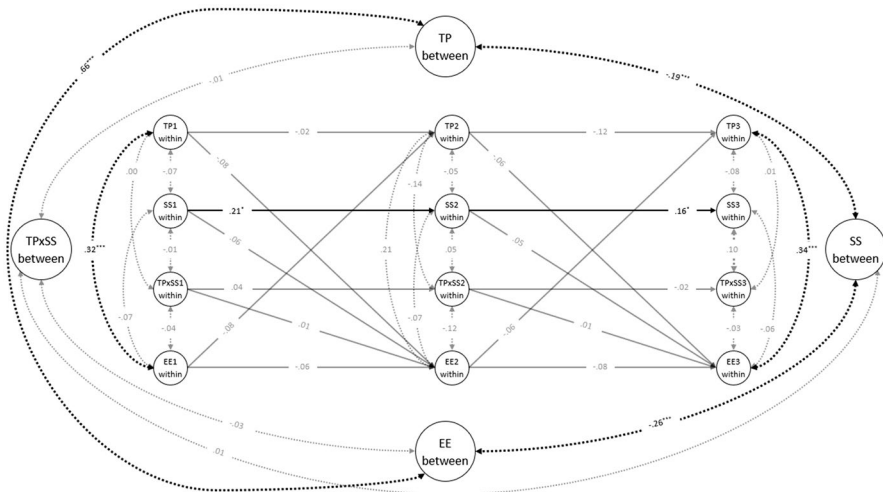 TP
between
.66***
-.01
-.19***
TP1
within
-.02
TP2
within
-.12
TP3
within
.00
-.07
-.08
-.14
-.05
-.06
-.08
.01
SS1
within
.21*
SS2
within
.16*
SS3
within
TPxSS
between
.32***
-.01
.06
.21
.05
.05
.10
.34***
SS
between
TPxSS1
within
.04
TPxSS2
within
-.02
TPxSS3
within
-.07
-.04
-.08
.01
-.07
-.12
-.06
.01
-.03
-.06
EE1
within
-.06
EE2
within
-.08
EE3
within
-.03
.01
-.26***
EE
between